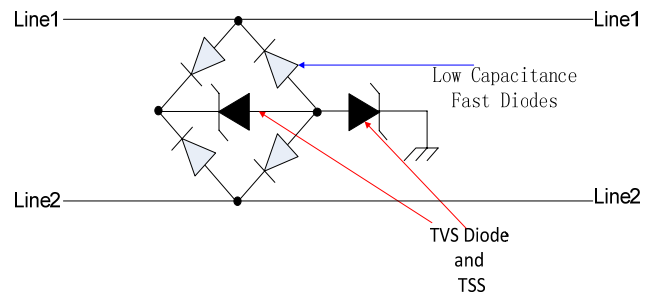 Line1
Line1
Low Capacitance
Fast Diodes
Line2
Line2
TVS Diode
and
TSS